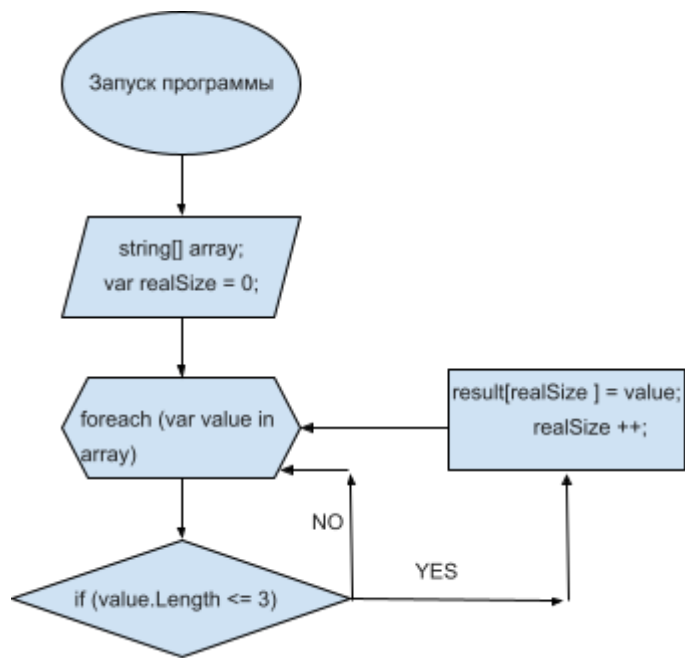 Запуск программы
string[] array;
var realSize = 0;
foreach (var value in
array)
result[realSize ] = value;
realSize ++;
NO
YES
if (value.Length <= 3)